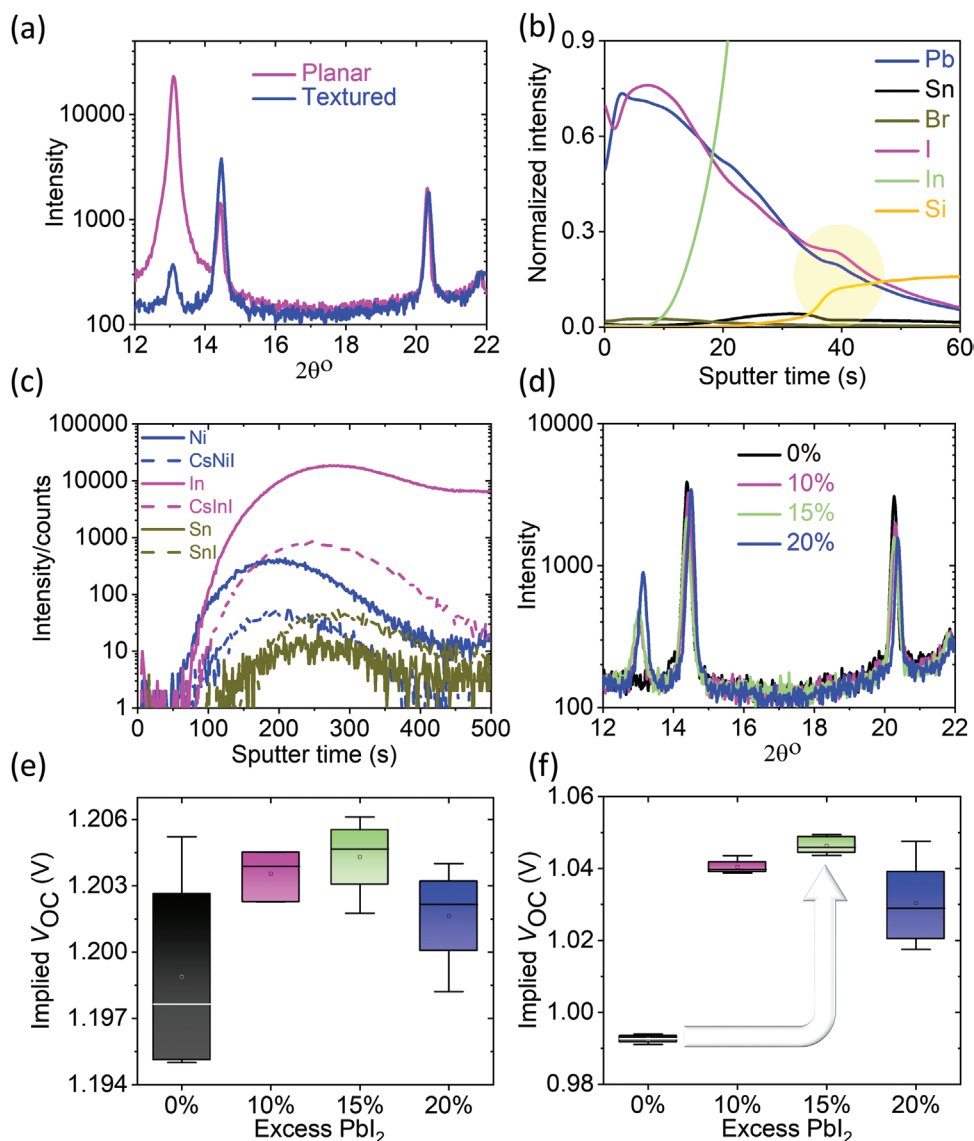 (a)
10000
1000
100
Intensity
Planar
Textured
12 14 16 18 20 22
2θº
(b)
0.9
0.6
0.3
0.0
Normalized intensity
Pb
Sn
Br
I
In
Si
0 20 40 60
Sputter time (s)
(c)
100000
10000
1000
100
10
1
Intensity/counts
Ni
CsNiI
In
CsInI
Sn
SnI
0 100 200 300 400 500
Sputter time (s)
(d)
10000
1000
100
Intensity
0%
10%
15%
20%
12 14 16 18 20 22
2θº
(e)
1.206
1.203
1.200
1.197
1.194
Implied VOC (V)
0% 10% 15% 20%
Excess PbI2
(f)
1.06
1.04
1.02
1.00
0.98
Implied VOC (V)
0% 10% 15% 20%
Excess PbI2